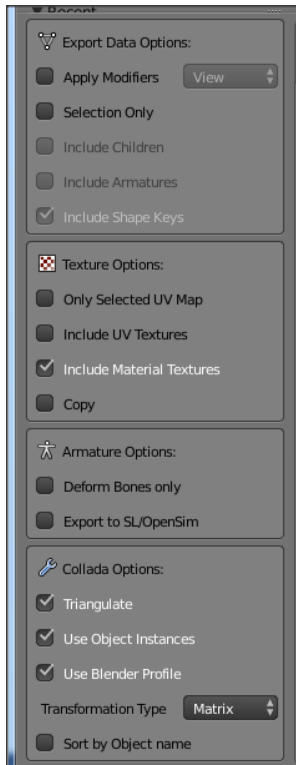 Recent
Export Data Options:
Apply Modifiers View
Selection Only
Include Children
Include Armatures
Include Shape Keys
Texture Options:
Only Selected UV Map
Include UV Textures
Include Material Textures
Copy
Armature Options:
Deform Bones only
Export to SL/OpenSim
Collada Options:
Triangulate
Use Object Instances
Use Blender Profile
Transformation Type Matrix
Sort by Object name